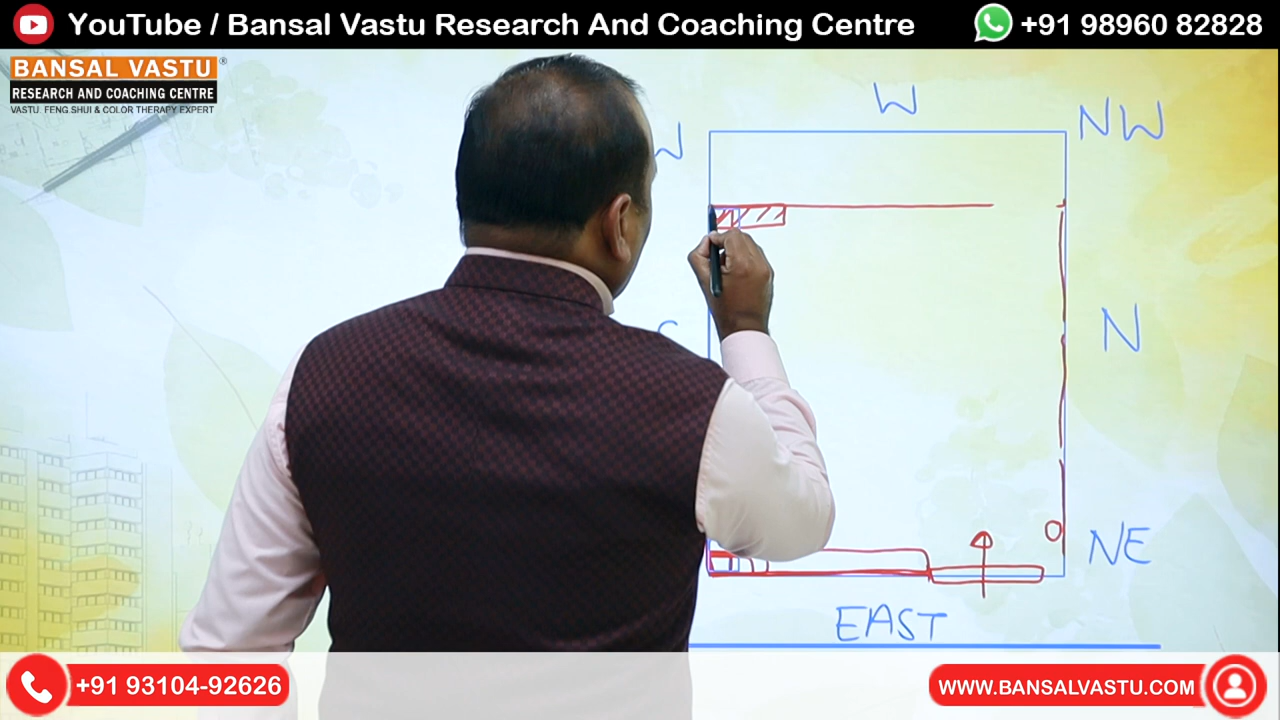 YouTube / Bansal Vastu Research And Coaching Centre
+91 98960 82828
BANSAL VASTU®
RESEARCH AND COACHING CENTRE
VASTU, FENG SHUI & COLOR THERAPY EXPERT
W
NW
N
NE
EAST
+91 93104-92626
WWW.BANSALVASTU.COM